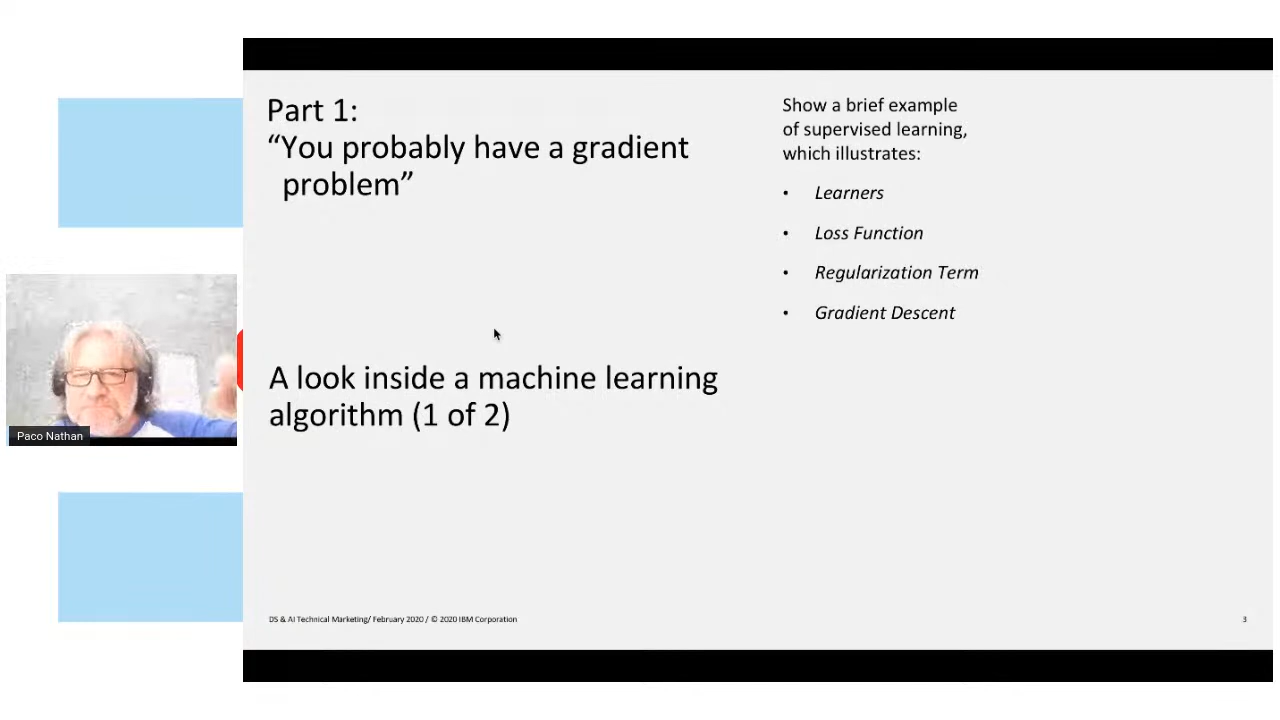 Part 1:
“You probably have a gradient
problem”
A look inside a machine learning
algorithm (1 of 2)
Show a brief example
of supervised learning,
which illustrates:
• Learners
• Loss Function
• Regularization Term
• Gradient Descent
Paco Nathan
DS & AI Technical Marketing/ February 2020 / © 2020 IBM Corporation
3